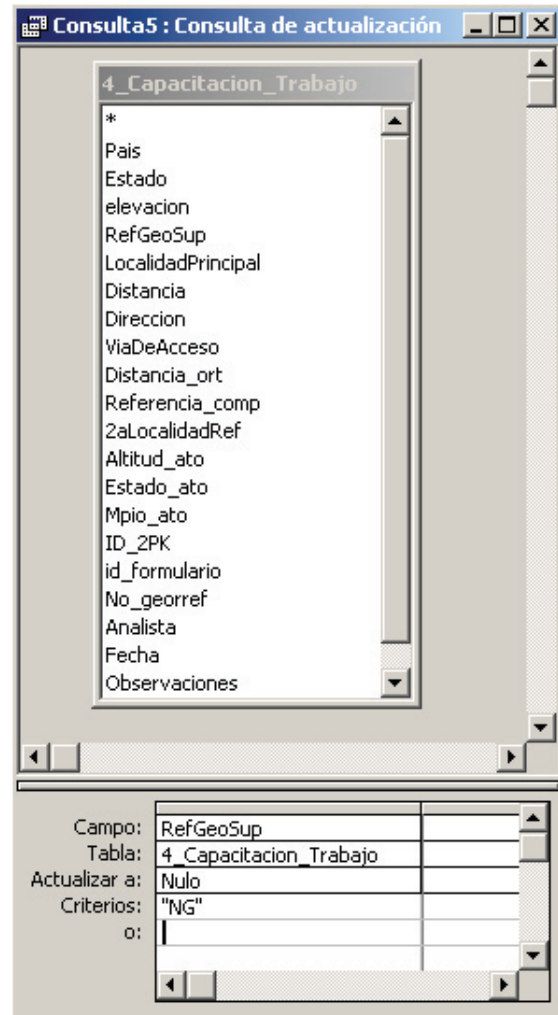 Consulta5 : Consulta de actualización
4_Capacitacion_Trabajo
*
Pais
Estado
elevacion
RefGeoSup
LocalidadPrincipal
Distancia
Direccion
ViaDeAcceso
Distancia_ort
Referencia_comp
2aLocalidadRef
Altitud_ato
Estado_ato
Mpio_ato
ID_2PK
id_formulario
No_georref
Analista
Fecha
Observaciones
Campo: RefGeoSup
Tabla: 4_Capacitacion_Trabajo
Actualizar a: Nulo
Criterios: "NG"
o: